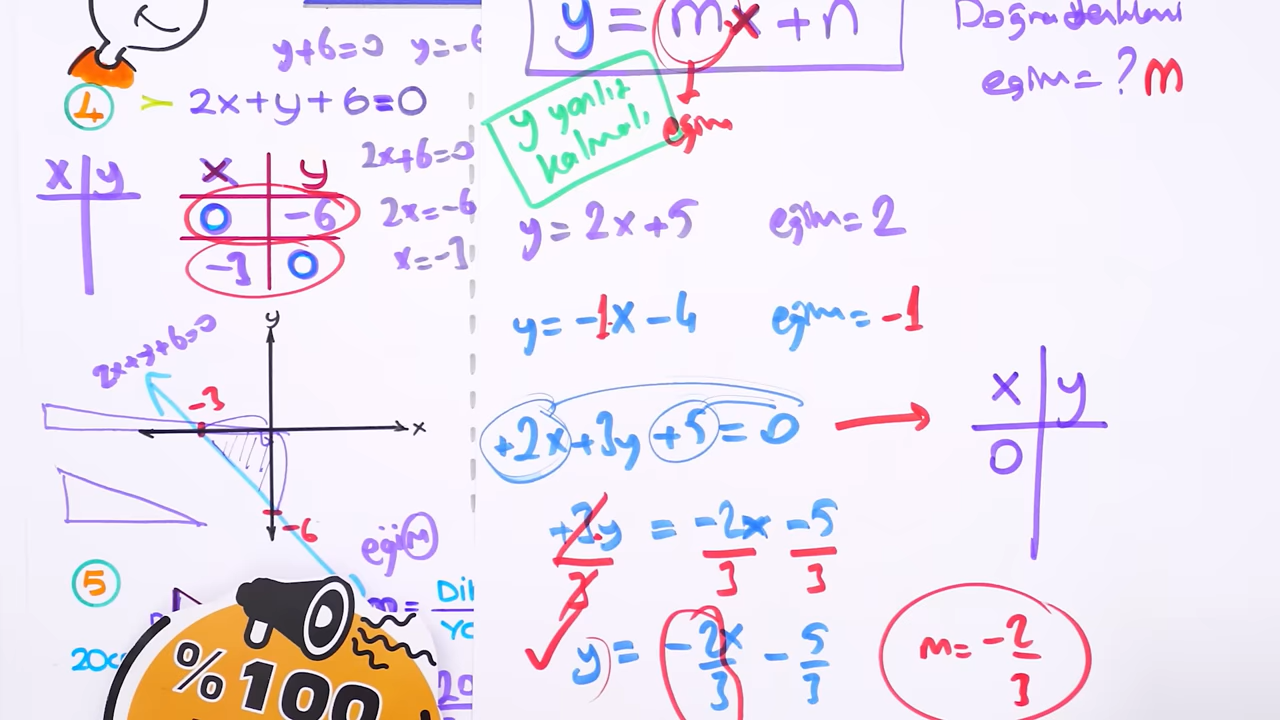 y+6=0 y=-6
4 > 2x+y+6=0
x y
x y
0 -6
-3 0
2x+6=0
2x=-6
x=-3
y
2x+y+6=0
-3
x
-6
eğim
5
m=
20
%100
y = mx + n
eğim
y yanlız
kalmalı
eğim = ? m
y = 2x+5 eğim = 2
y = -1x - 4 eğim = -1
+2x+3y+5 = 0
x y
0
+3y/3 = -2x/3 -5/3
y = -2x/3 - 5/3
m = -2/3